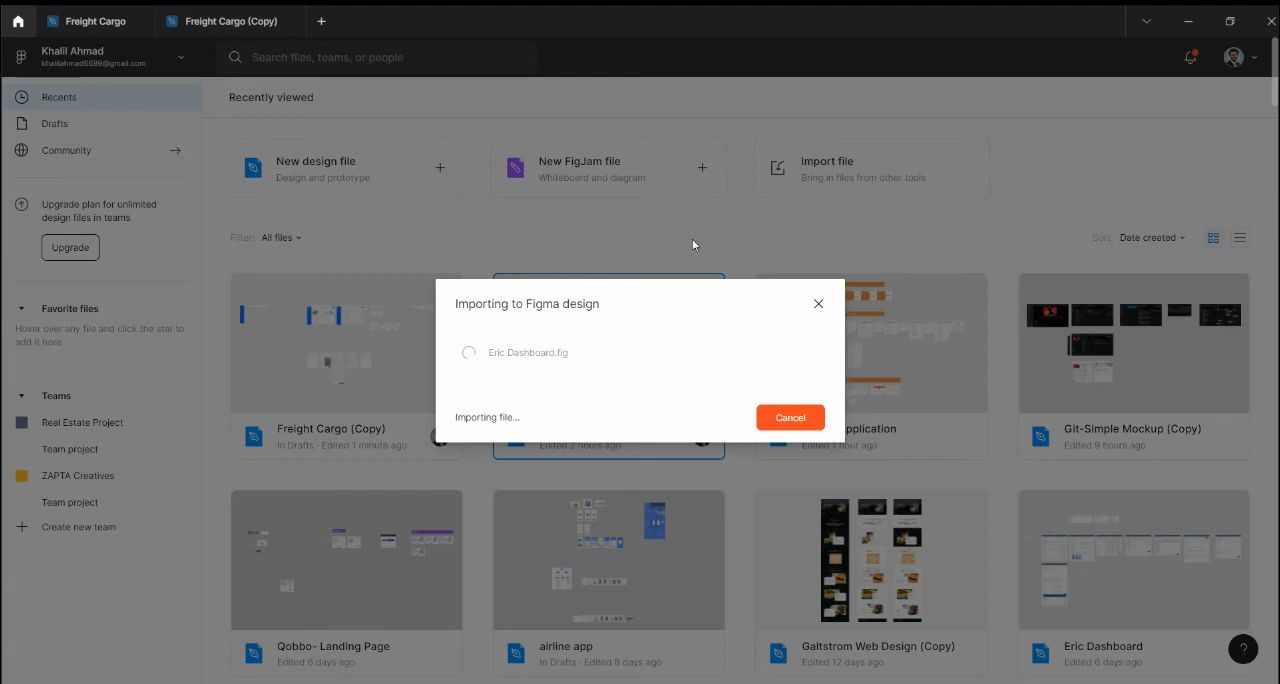 Freight Cargo
Freight Cargo (Copy)
Khalil Ahmad
khalilahmad6699@gmail.com
Search files, teams, or people
Recents
Drafts
Community
Upgrade plan for unlimited
design files in teams
Upgrade
Favorite files
Hover over any file and click the star to
add it here.
Teams
Real Estate Project
Team project
ZAPTA Creatives
Team project
Create new team
Recently viewed
New design file
Design and prototype
New FigJam file
Whiteboard and diagram
Import file
Bring in files from other tools
Filter: All files
Sort: Date created
Importing to Figma design
Eric Dashboard.fig
Importing file...
Cancel
Freight Cargo (Copy)
In Drafts · Edited 1 minute ago
Edited 2 hours ago
Application
Edited 1 hour ago
Git-SImple Mockup (Copy)
Edited 9 hours ago
Qobbo- Landing Page
Edited 6 days ago
airline app
In Drafts · Edited 8 days ago
Galtstrom Web Design (Copy)
Edited 12 days ago
Eric Dashboard
Edited 6 days ago
?